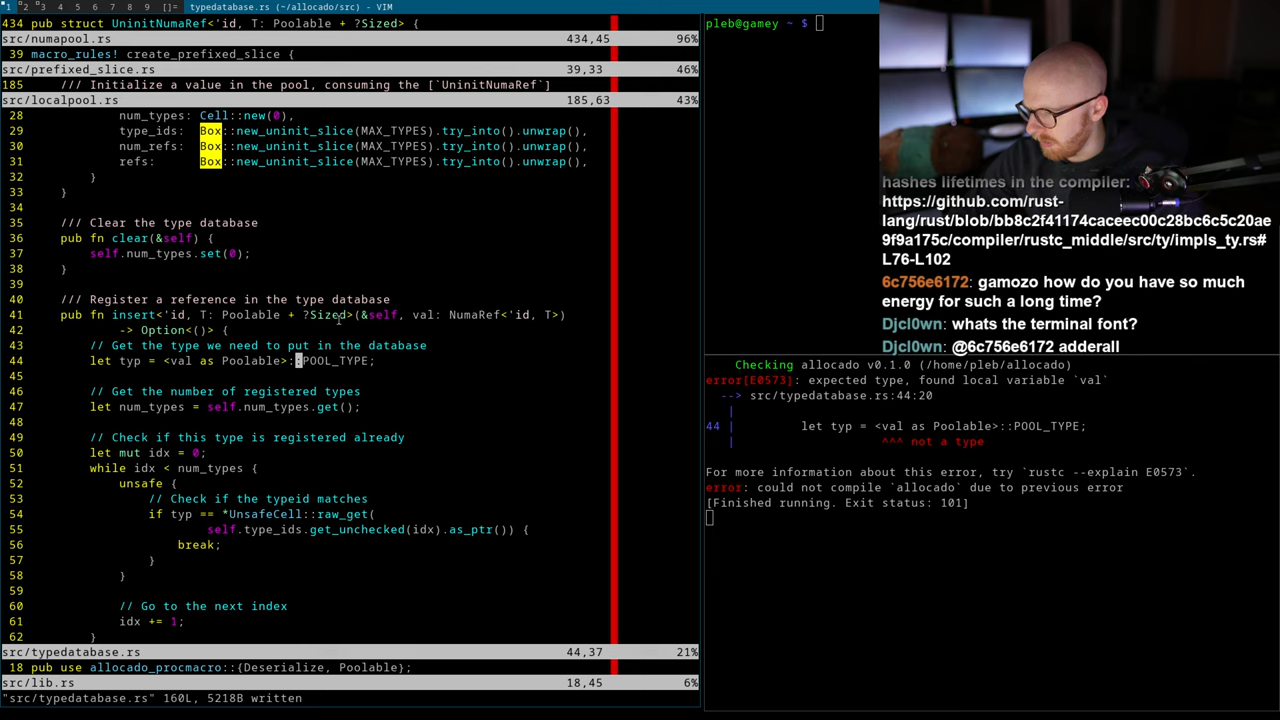 1 2 3 4 5 6 7 8 9 []= typedatabase.rs (~/allocado/src) - VIM
434 pub struct UninitNumaRef<'id, T: Poolable + ?Sized> {
src/numapool.rs 434,45 96%
39 macro_rules! create_prefixed_slice {
src/prefixed_slice.rs 39,33 46%
185 /// Initialize a value in the pool, consuming the [`UninitNumaRef`]
src/localpool.rs 185,63 43%
28 num_types: Cell::new(0),
29 type_ids: Box::new_uninit_slice(MAX_TYPES).try_into().unwrap(),
30 num_refs: Box::new_uninit_slice(MAX_TYPES).try_into().unwrap(),
31 refs: Box::new_uninit_slice(MAX_TYPES).try_into().unwrap(),
32 }
33 }
34
35 /// Clear the type database
36 pub fn clear(&self) {
37 self.num_types.set(0);
38 }
39
40 /// Register a reference in the type database
41 pub fn insert<'id, T: Poolable + ?Sized>(&self, val: NumaRef<'id, T>)
42 -> Option<()> {
43 // Get the type we need to put in the database
44 let typ = <val as Poolable>::POOL_TYPE;
45
46 // Get the number of registered types
47 let num_types = self.num_types.get();
48
49 // Check if this type is registered already
50 let mut idx = 0;
51 while idx < num_types {
52 unsafe {
53 // Check if the typeid matches
54 if typ == *UnsafeCell::raw_get(
55 self.type_ids.get_unchecked(idx).as_ptr()) {
56 break;
57 }
58 }
59
60 // Go to the next index
61 idx += 1;
62 }
src/typedatabase.rs 44,37 21%
18 pub use allocado_procmacro::{Deserialize, Poolable};
src/lib.rs 18,45 6%
"src/typedatabase.rs" 160L, 5218B written
pleb@gamey ~ $
hashes lifetimes in the compiler:
https://github.com/rust-
lang/rust/blob/bb8c2f41174caceec00c28bc6c5c20ae
9f9a175c/compiler/rustc_middle/src/ty/impls_ty.rs#
L76-L102
6c756e6172: gamozo how do you have so much
energy for such a long time?
Djcl0wn: whats the terminal font?
Djcl0wn: @6c756e6172 adderall
Checking allocado v0.1.0 (/home/pleb/allocado)
error[E0573]: expected type, found local variable `val`
--> src/typedatabase.rs:44:20
|
44 | let typ = <val as Poolable>::POOL_TYPE;
| ^^^ not a type
For more information about this error, try `rustc --explain E0573`.
error: could not compile `allocado` due to previous error
[Finished running. Exit status: 101]